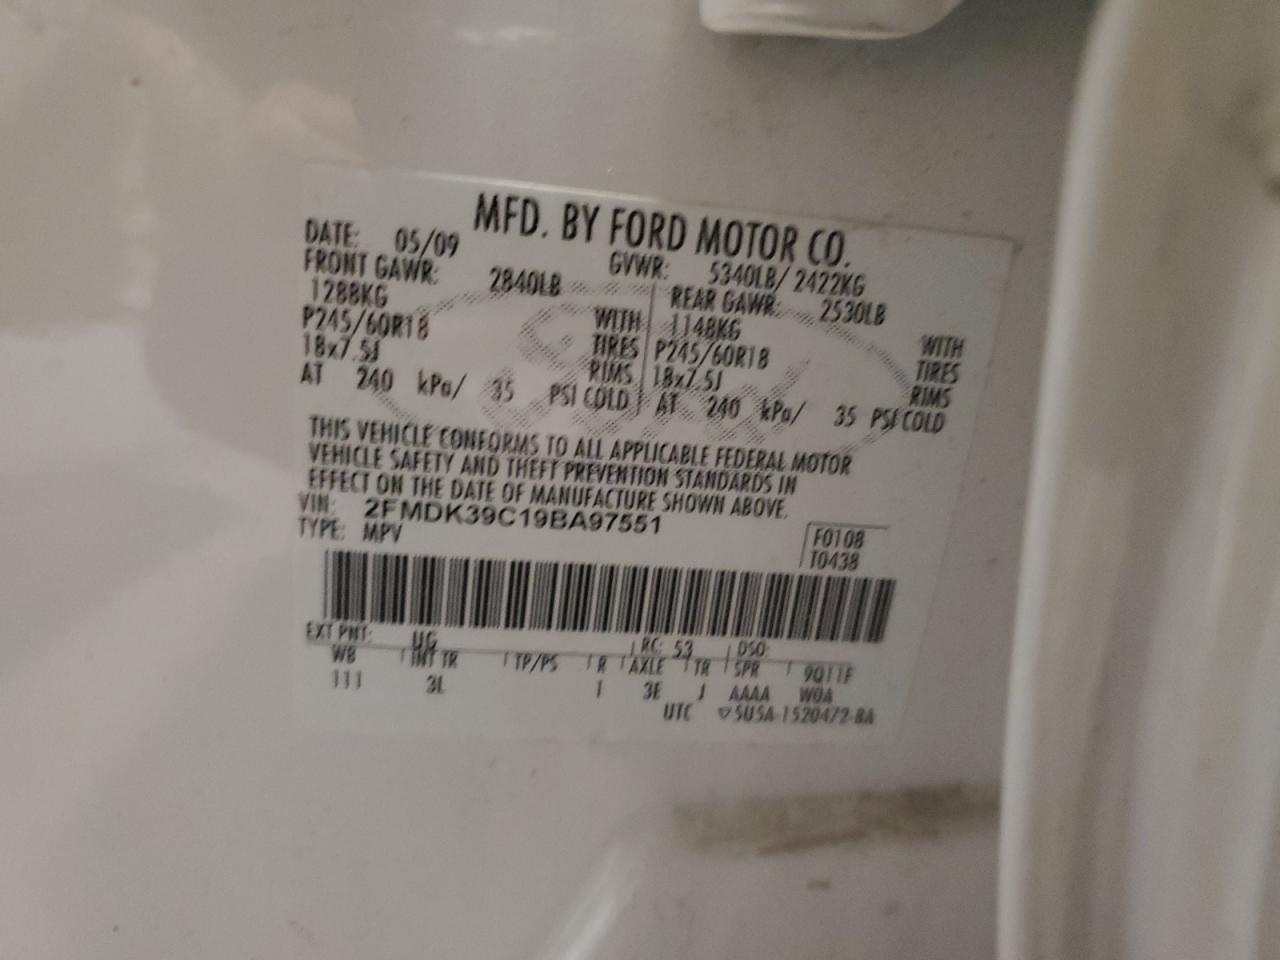 MFD. BY FORD MOTOR CO.
DATE: 05/09 GVWR: 5340LB/ 2422KG
FRONT GAWR: 2840LB REAR GAWR: 2530LB
1288KG WITH 1148KG WITH
P245/60R18 TIRES P245/60R18 TIRES
18x7.5J RIMS 18x7.5J RIMS
AT 240 kPa/ 35 PSI COLD AT 240 kPa/ 35 PSI COLD
THIS VEHICLE CONFORMS TO ALL APPLICABLE FEDERAL MOTOR
VEHICLE SAFETY AND THEFT PREVENTION STANDARDS IN
EFFECT ON THE DATE OF MANUFACTURE SHOWN ABOVE.
VIN: 2FMDK39C19BA97551
TYPE: MPV
F0108
T0438
EXT PNT: UG RC: 53 DSO:
WB INT TR TP/PS R AXLE TR SPR 9Q11F
111 3L I 3E J AAAA W0A
UTC ▽5U5A-1520472-BA